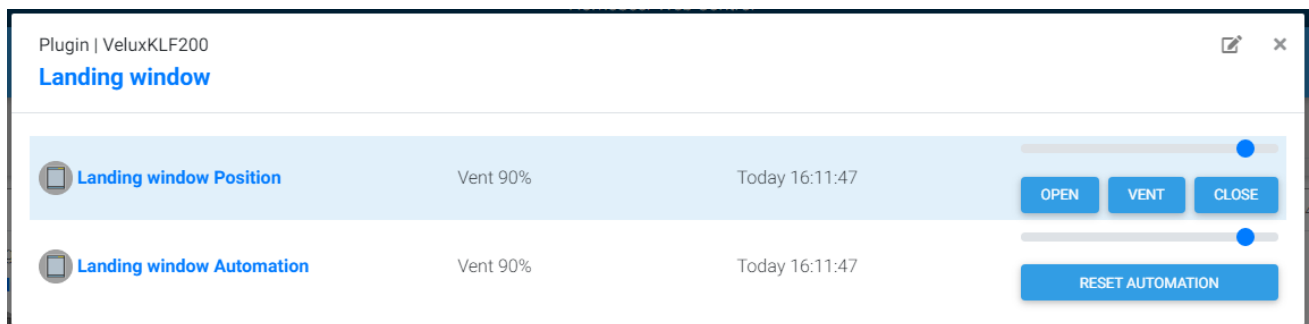 Plugin | VeluxKLF200
Landing window
Landing window Position Vent 90% Today 16:11:47
OPEN VENT CLOSE
Landing window Automation Vent 90% Today 16:11:47
RESET AUTOMATION